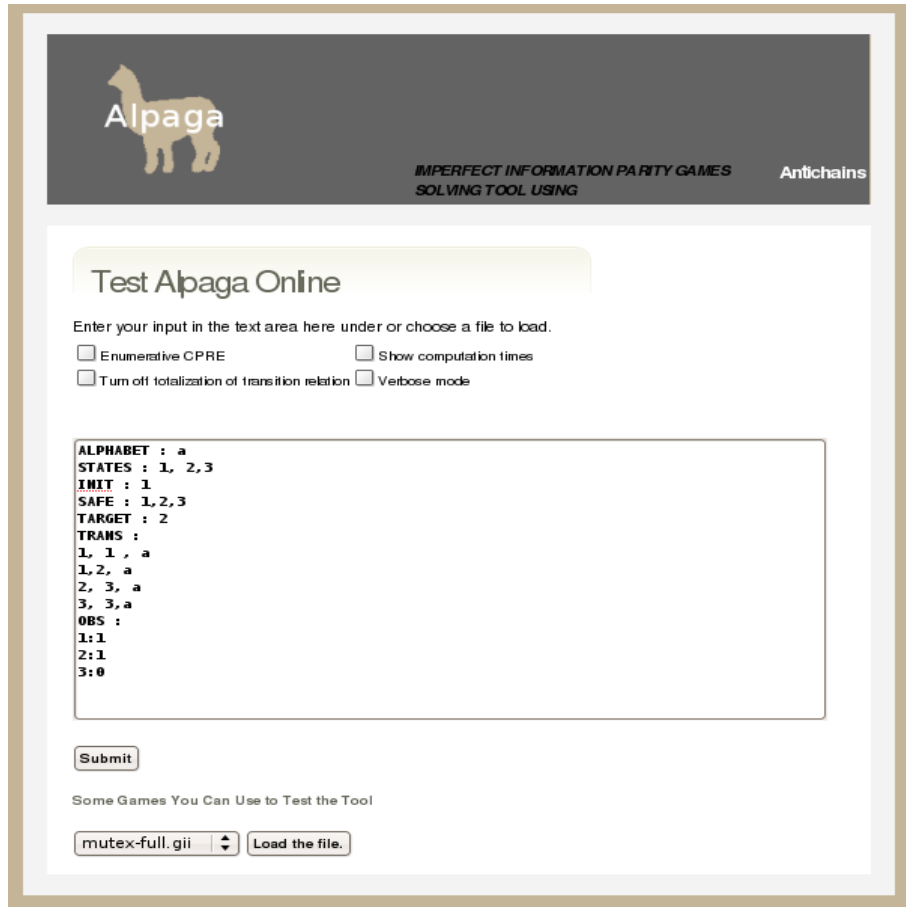 Alpaga
IMPERFECT INFORMATION PARITY GAMES
SOLVING TOOL USING
Antichains
Test Alpaga Online
Enter your input in the text area here under or choose a file to load.
Enumerative CPRE
Show computation times
Turn off totalization of transition relation
Verbose mode
ALPHABET : a
STATES : 1, 2,3
INIT : 1
SAFE : 1,2,3
TARGET : 2
TRANS :
1, 1 , a
1,2, a
2, 3, a
3, 3,a
OBS :
1:1
2:1
3:0
Submit
Some Games You Can Use to Test the Tool
mutex-full.gii
Load the file.